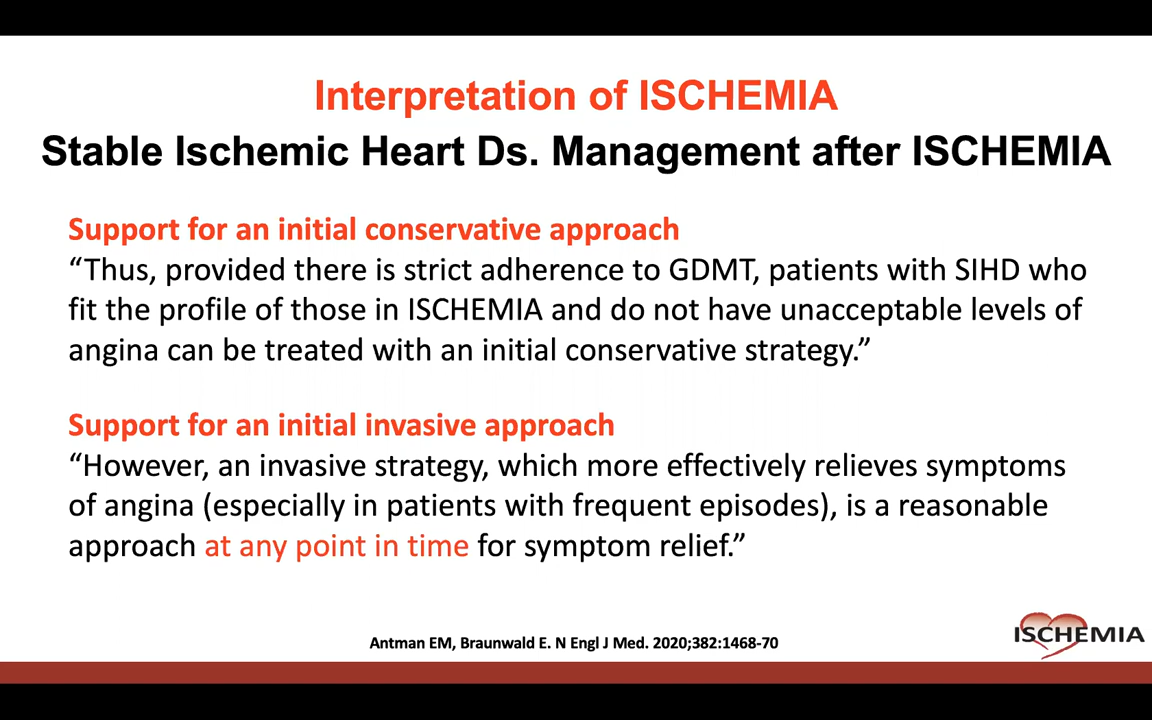 Interpretation of ISCHEMIA
Stable Ischemic Heart Ds. Management after ISCHEMIA
Support for an initial conservative approach
“Thus, provided there is strict adherence to GDMT, patients with SIHD who
fit the profile of those in ISCHEMIA and do not have unacceptable levels of
angina can be treated with an initial conservative strategy.”
Support for an initial invasive approach
“However, an invasive strategy, which more effectively relieves symptoms
of angina (especially in patients with frequent episodes), is a reasonable
approach at any point in time for symptom relief.”
Antman EM, Braunwald E. N Engl J Med. 2020;382:1468-70
ISCHEMIA